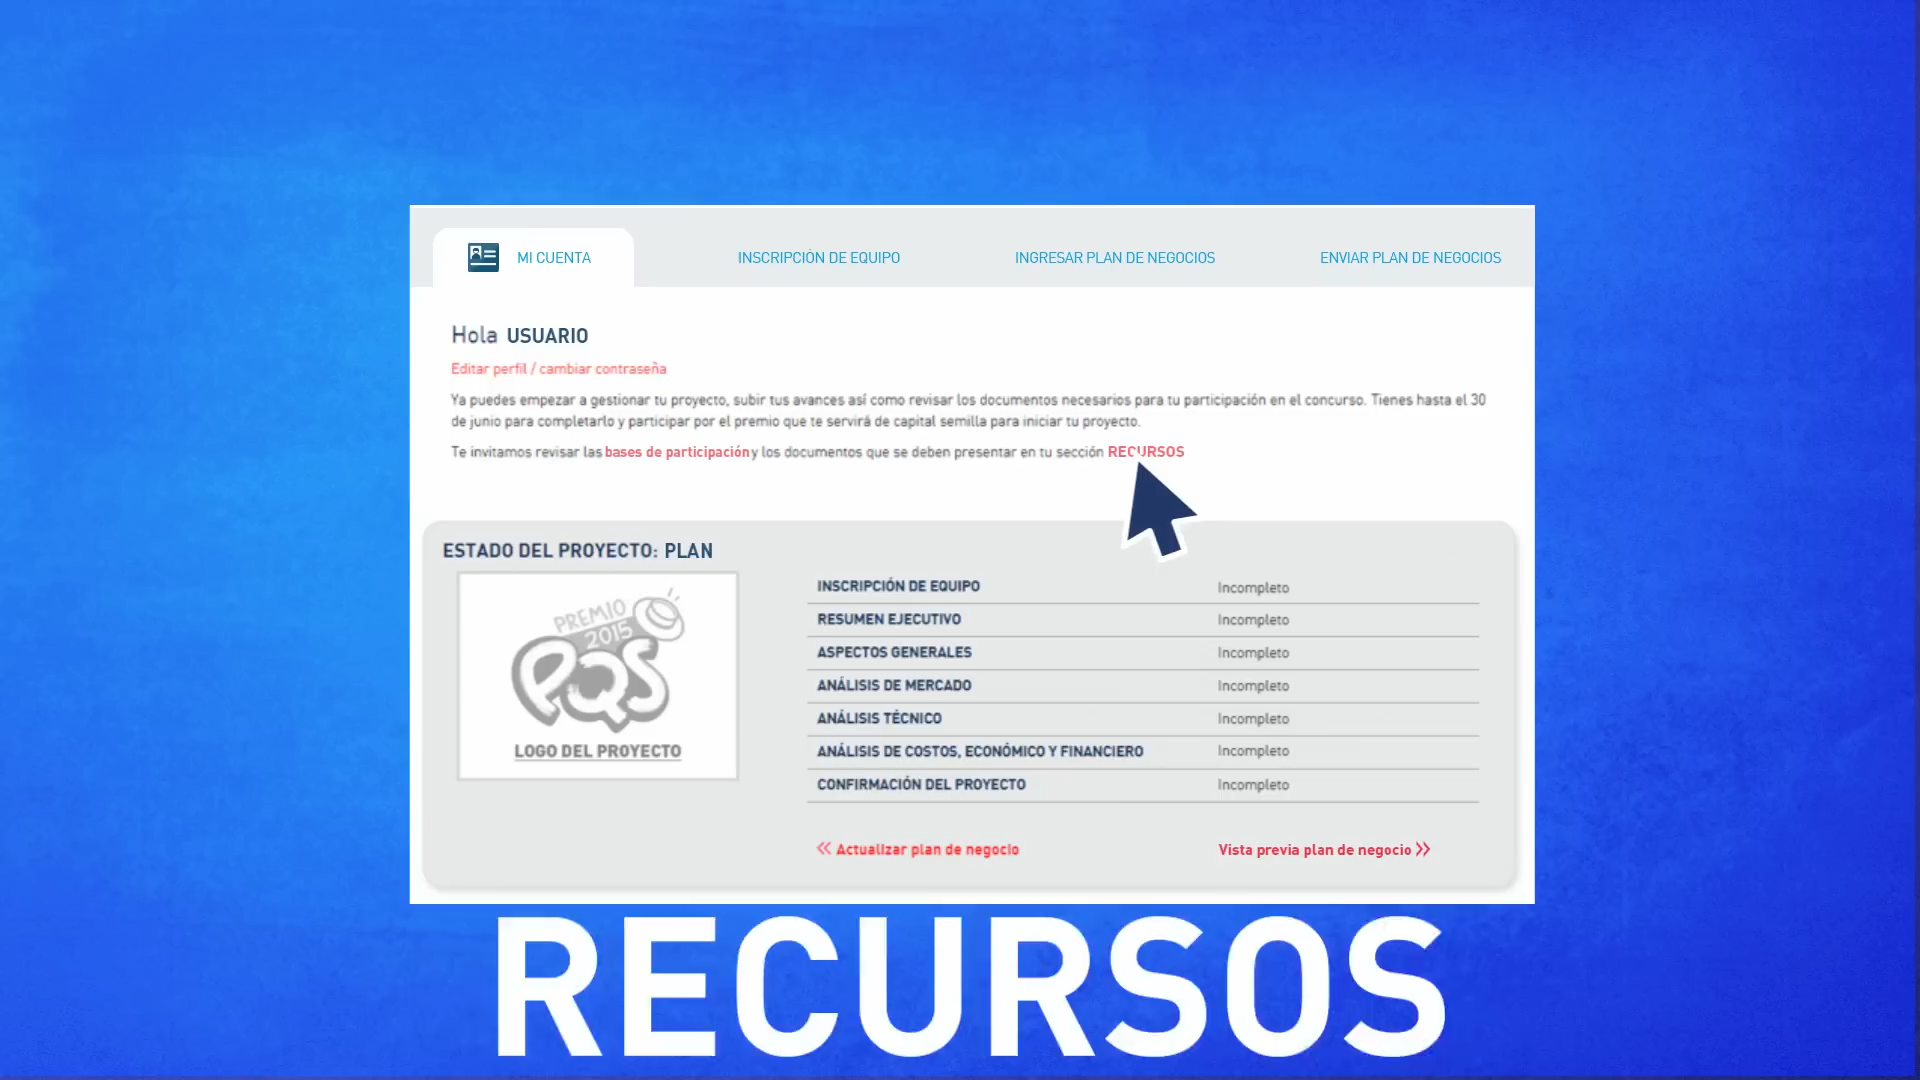 MI CUENTA
INSCRIPCIÓN DE EQUIPO
INGRESAR PLAN DE NEGOCIOS
ENVIAR PLAN DE NEGOCIOS
Hola USUARIO
Editar perfil / cambiar contraseña
Ya puedes empezar a gestionar tu proyecto, subir tus avances así como revisar los documentos necesarios para tu participación en el concurso. Tienes hasta el 30
de junio para completarlo y participar por el premio que te servirá de capital semilla para iniciar tu proyecto.
Te invitamos revisar las bases de participación y los documentos que se deben presentar en tu sección RECURSOS
ESTADO DEL PROYECTO: PLAN
PREMIO
2015
PQS
LOGO DEL PROYECTO
INSCRIPCIÓN DE EQUIPO Incompleto
RESUMEN EJECUTIVO Incompleto
ASPECTOS GENERALES Incompleto
ANÁLISIS DE MERCADO Incompleto
ANÁLISIS TÉCNICO Incompleto
ANÁLISIS DE COSTOS, ECONÓMICO Y FINANCIERO Incompleto
CONFIRMACIÓN DEL PROYECTO Incompleto
« Actualizar plan de negocio
Vista previa plan de negocio »
RECURSOS